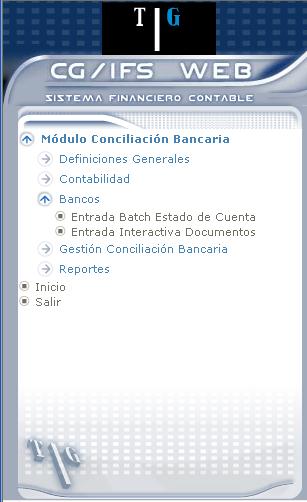 T G
CG/IFS WEB
SISTEMA FINANCIERO CONTABLE
Módulo Conciliación Bancaria
Definiciones Generales
Contabilidad
Bancos
Entrada Batch Estado de Cuenta
Entrada Interactiva Documentos
Gestión Conciliación Bancaria
Reportes
Inicio
Salir
T G